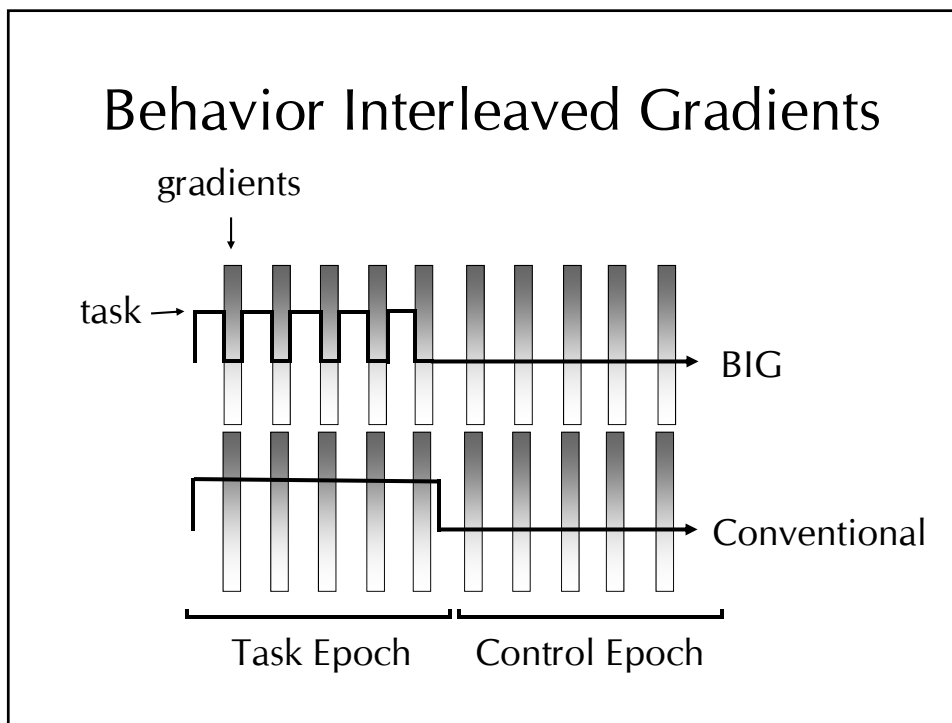 Behavior Interleaved Gradients
gradients
task
BIG
Conventional
Task Epoch
Control Epoch